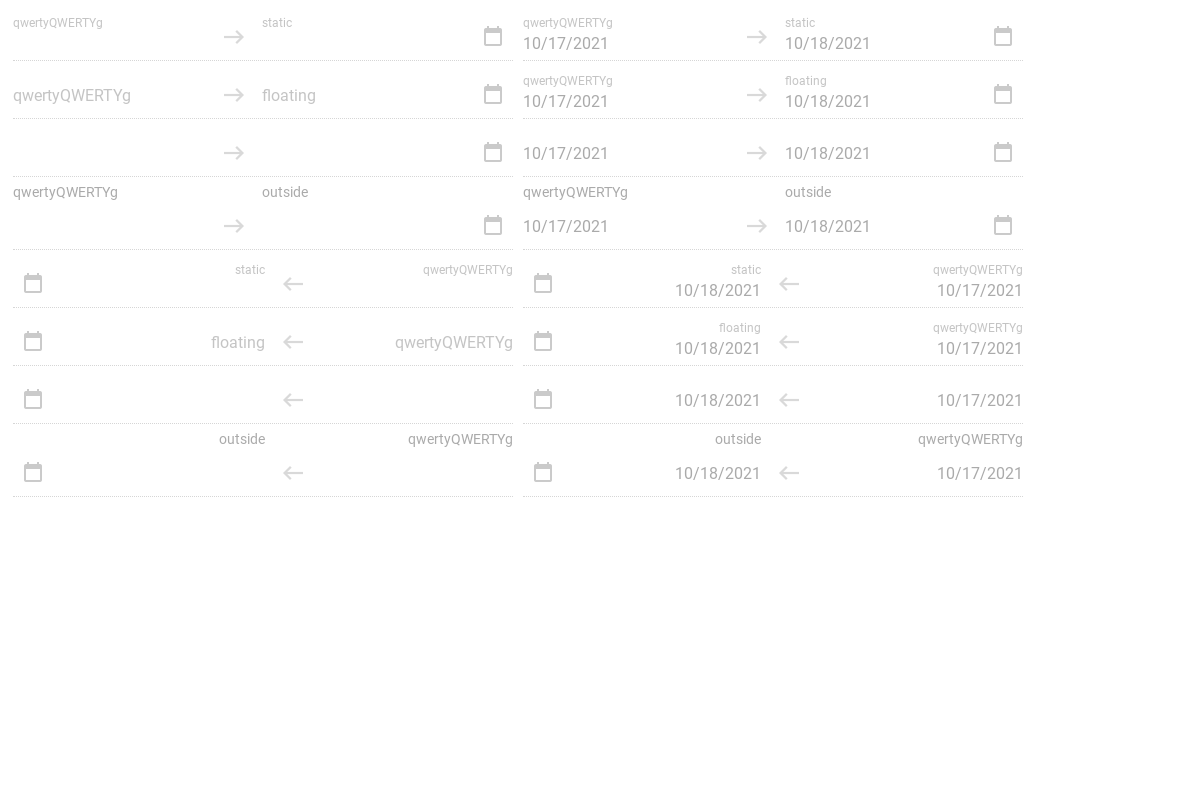 qwertyQWERTYg static qwertyQWERTYg static
10/17/2021 10/18/2021
qwertyQWERTYg floating
qwertyQWERTYg floating 10/17/2021 10/18/2021
10/17/2021 10/18/2021
qwertyQWERTYg outside qwertyQWERTYg outside
10/17/2021 10/18/2021
static qwertyQWERTYg static qwertyQWERTYg
10/18/2021 10/17/2021
floating qwertyQWERTYg
floating qwertyQWERTYg 10/18/2021 10/17/2021
10/18/2021 10/17/2021
outside qwertyQWERTYg outside qwertyQWERTYg
10/18/2021 10/17/2021